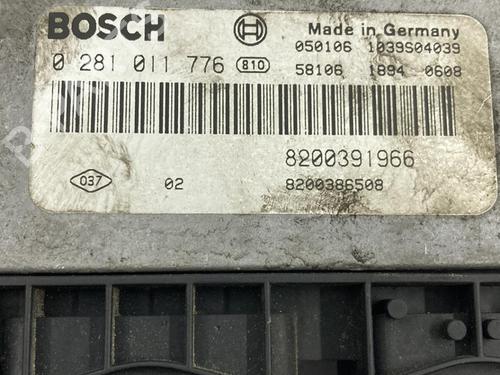 BOSCH
Made in Germany
050106 1039S04039
0 281 011 776 810
58106 1894 0608
8200391966
037 02 8200386508